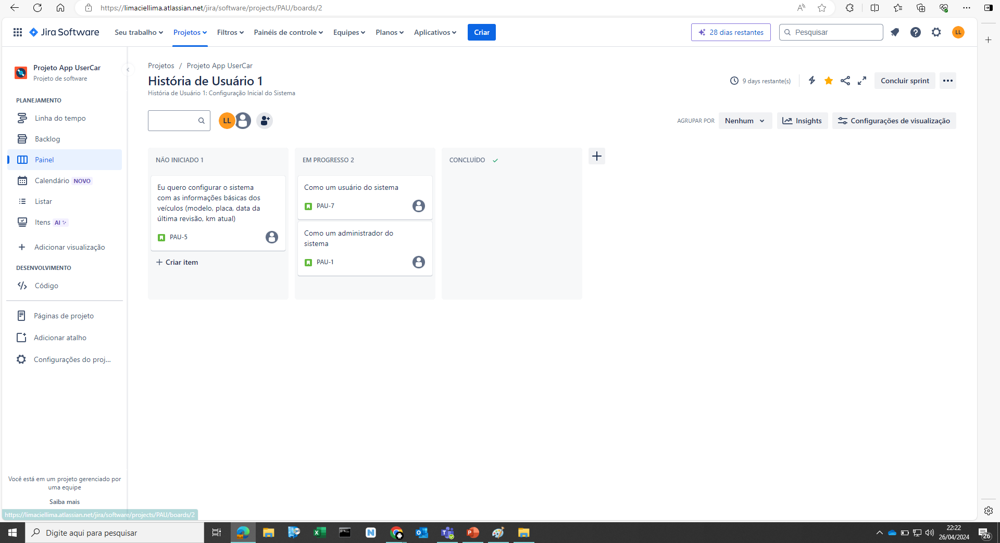 https://limaciellima.atlassian.net/jira/software/projects/PAU/boards/2
Jira Software
Seu trabalho
Projetos
Filtros
Painéis de controle
Equipes
Planos
Aplicativos
Criar
28 dias restantes
Pesquisar
LL
Projeto App UserCar
Projeto de software
PLANEJAMENTO
Linha do tempo
Backlog
Painel
Calendário NOVO
Listar
Itens AI
Adicionar visualização
DESENVOLVIMENTO
Código
Páginas de projeto
Adicionar atalho
Configurações do proj...
Você está em um projeto gerenciado por
uma equipe
Saiba mais
https://limaciellima.atlassian.net/jira/software/projects/PAU/boards/2
Projetos / Projeto App UserCar
História de Usuário 1
História de Usuário 1: Configuração Inicial do Sistema
9 days restante(s)
Concluir sprint
LL
AGRUPAR POR
Nenhum
Insights
Configurações de visualização
NÃO INICIADO 1
Eu quero configurar o sistema
com as informações básicas dos
veículos (modelo, placa, data da
última revisão, km atual)
PAU-5
Criar item
EM PROGRESSO 2
Como um usuário do sistema
PAU-7
Como um administrador do
sistema
PAU-1
CONCLUÍDO
Digite aqui para pesquisar
22:22
26/04/2024
26